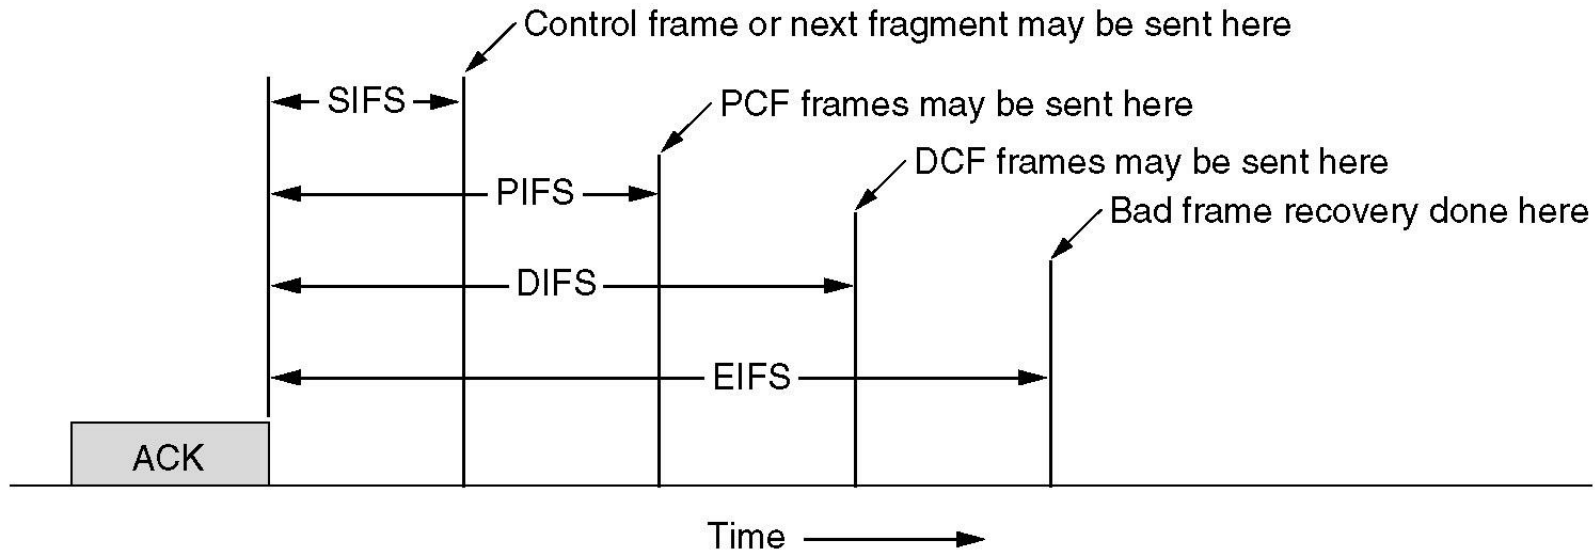 Control frame or next fragment may be sent here
SIFS
PCF frames may be sent here
DCF frames may be sent here
PIFS
Bad frame recovery done here
DIFS
EIFS
ACK
Time